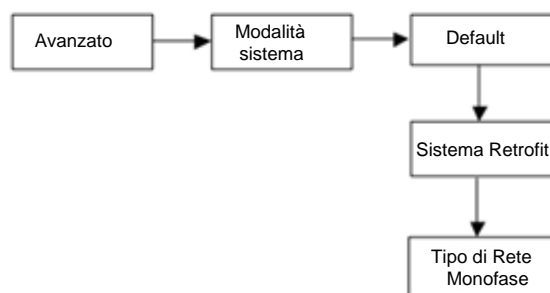 Avanzato
Modalità
sistema
Default
Sistema Retrofit
Tipo di Rete
Monofase